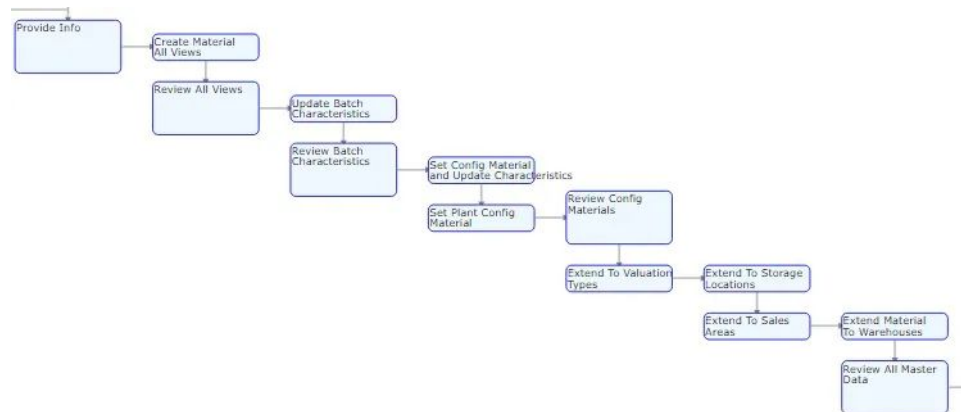 Provide Info
Create Material
All Views
Review All Views
Update Batch
Characteristics
Review Batch
Characteristics
Set Config Material
and Update Characteristics
Set Plant Config
Material
Review Config
Materials
Extend To Valuation
Types
Extend To Storage
Locations
Extend To Sales
Areas
Extend Material
To Warehouses
Review All Master
Data